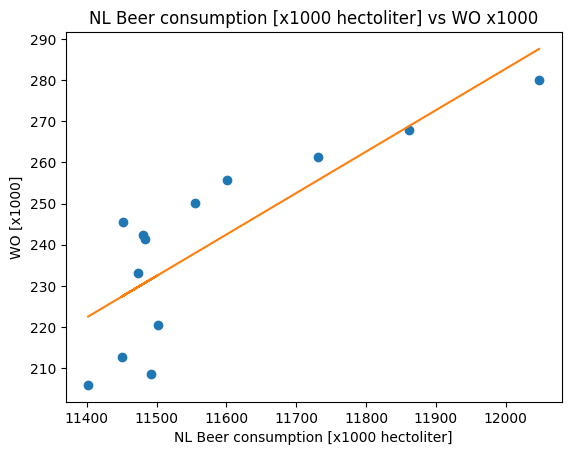 NL Beer consumption [x1000 hectoliter] vs WO x1000
290
280
270
260
250
240
230
220
210
WO [x1000]
11400 11500 11600 11700 11800 11900 12000
NL Beer consumption [x1000 hectoliter]